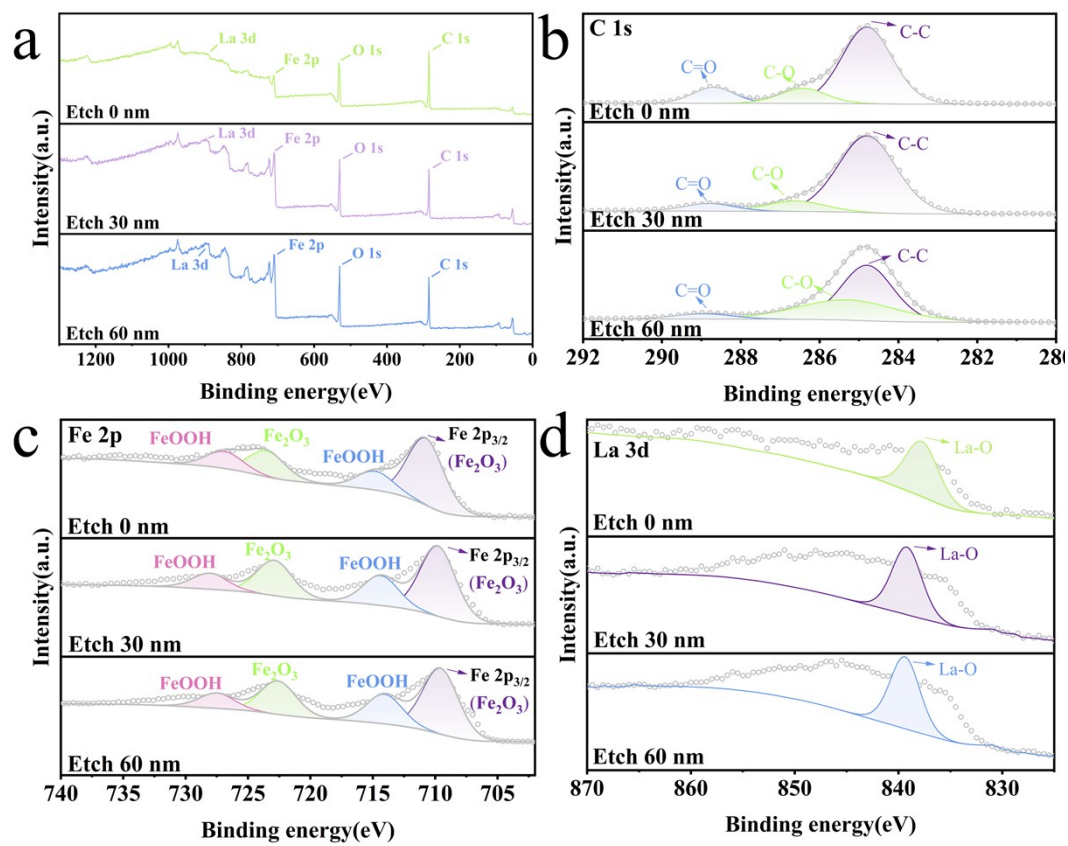 a
La 3d
Fe 2p
O 1s
C 1s
Etch 0 nm
La 3d
Fe 2p
O 1s
C 1s
Etch 30 nm
La 3d
Fe 2p
O 1s
C 1s
Etch 60 nm
Intensity(a.u.)
1200 1000 800 600 400 200 0
Binding energy(eV)
b
C 1s
C=O
C-O
C-C
Etch 0 nm
C=O
C-O
C-C
Etch 30 nm
C=O
C-O
C-C
Etch 60 nm
Intensity(a.u.)
292 290 288 286 284 282 280
Binding energy(eV)
c
Fe 2p
FeOOH
Fe₂O₃
FeOOH
Fe 2p₃/₂
(Fe₂O₃)
Etch 0 nm
FeOOH
Fe₂O₃
FeOOH
Fe 2p₃/₂
(Fe₂O₃)
Etch 30 nm
FeOOH
Fe₂O₃
FeOOH
Fe 2p₃/₂
(Fe₂O₃)
Etch 60 nm
Intensity(a.u.)
740 735 730 725 720 715 710 705
Binding energy(eV)
d
La 3d
La-O
Etch 0 nm
La-O
Etch 30 nm
La-O
Etch 60 nm
Intensity(a.u.)
870 860 850 840 830
Binding energy(eV)